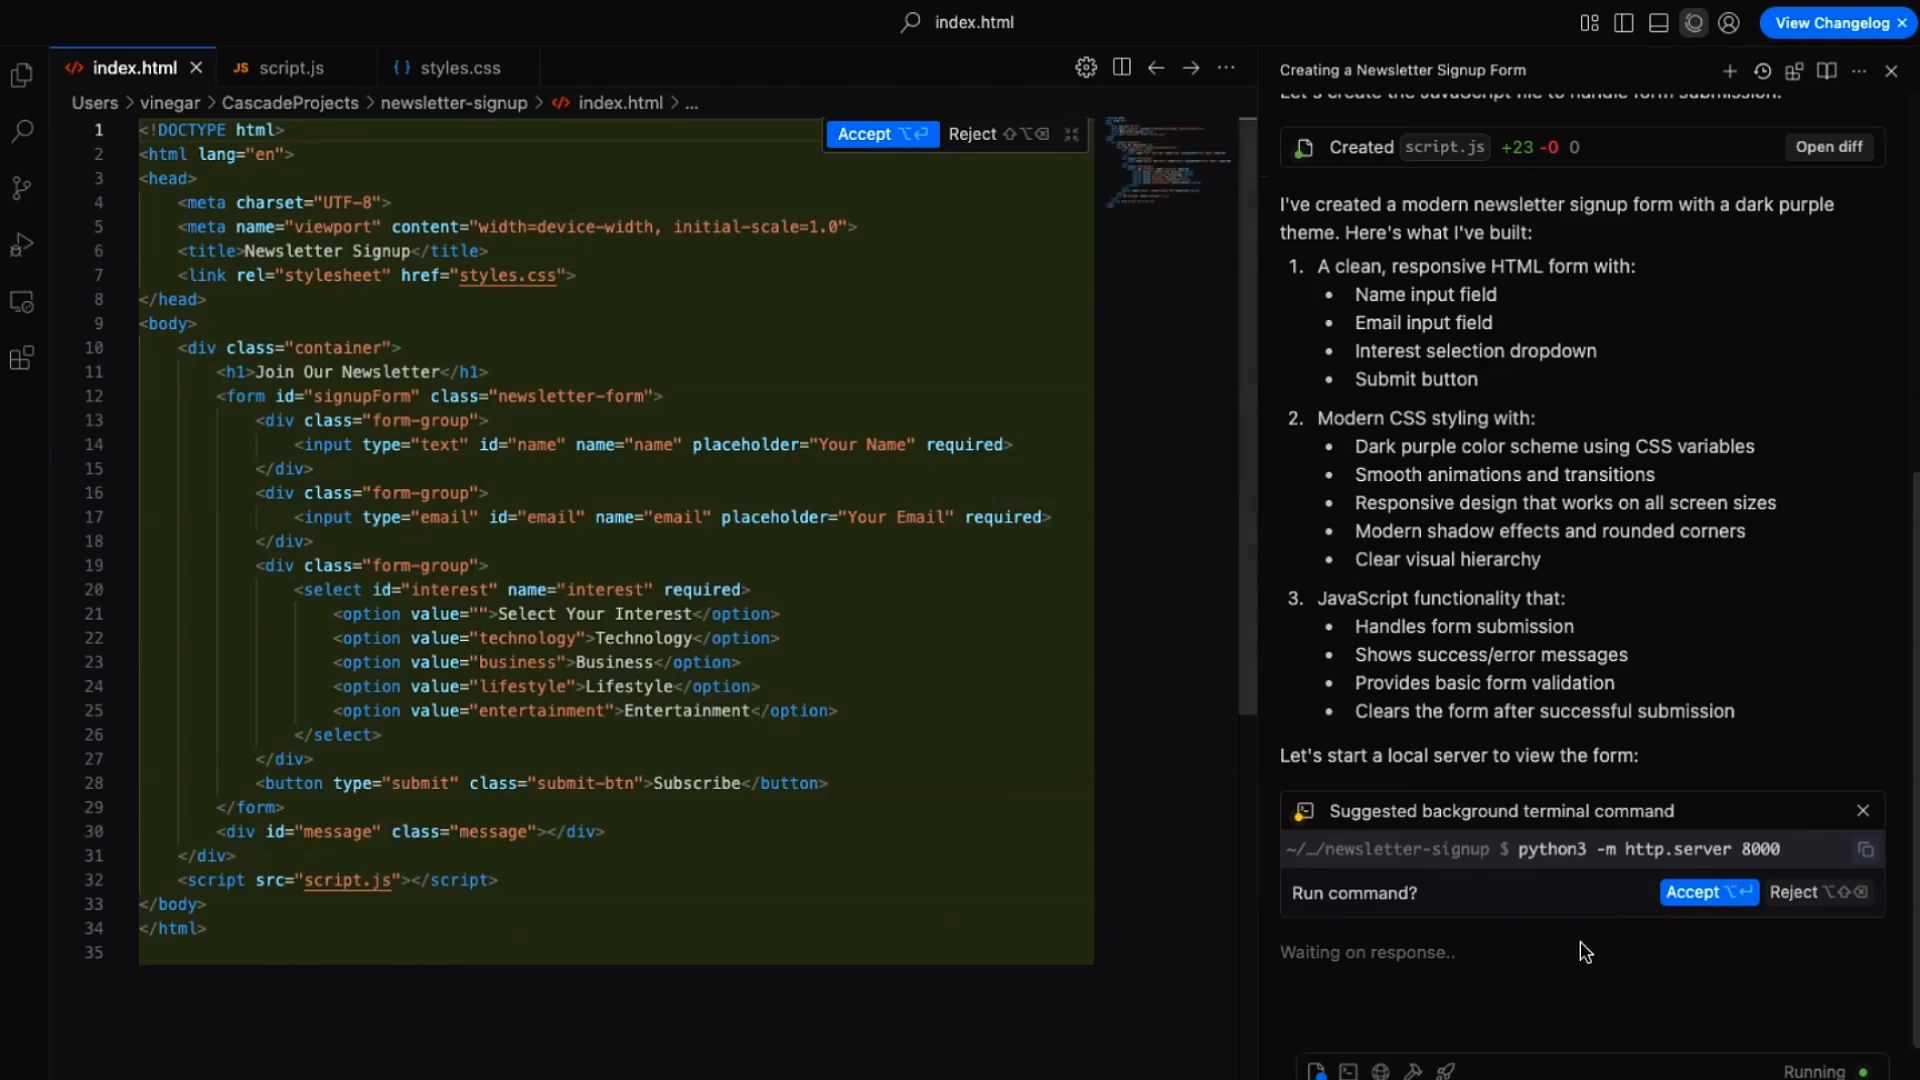 index.html
View Changelog ×
index.html ×
JS script.js
{} styles.css
Users > vinegar > CascadeProjects > newsletter-signup > index.html > ...
Accept ⌥⏎ Reject ⇧⌥⌫
1 <!DOCTYPE html>
2 <html lang="en">
3 <head>
4     <meta charset="UTF-8">
5     <meta name="viewport" content="width=device-width, initial-scale=1.0">
6     <title>Newsletter Signup</title>
7     <link rel="stylesheet" href="styles.css">
8 </head>
9 <body>
10     <div class="container">
11         <h1>Join Our Newsletter</h1>
12         <form id="signupForm" class="newsletter-form">
13             <div class="form-group">
14                 <input type="text" id="name" name="name" placeholder="Your Name" required>
15             </div>
16             <div class="form-group">
17                 <input type="email" id="email" name="email" placeholder="Your Email" required>
18             </div>
19             <div class="form-group">
20                 <select id="interest" name="interest" required>
21                     <option value="">Select Your Interest</option>
22                     <option value="technology">Technology</option>
23                     <option value="business">Business</option>
24                     <option value="lifestyle">Lifestyle</option>
25                     <option value="entertainment">Entertainment</option>
26                 </select>
27             </div>
28             <button type="submit" class="submit-btn">Subscribe</button>
29         </form>
30         <div id="message" class="message"></div>
31     </div>
32     <script src="script.js"></script>
33 </body>
34 </html>
35
Creating a Newsletter Signup Form
Let's create the JavaScript file to handle form submission:
Created script.js +23 -0 0 Open diff
I've created a modern newsletter signup form with a dark purple
theme. Here's what I've built:
1. A clean, responsive HTML form with:
• Name input field
• Email input field
• Interest selection dropdown
• Submit button
2. Modern CSS styling with:
• Dark purple color scheme using CSS variables
• Smooth animations and transitions
• Responsive design that works on all screen sizes
• Modern shadow effects and rounded corners
• Clear visual hierarchy
3. JavaScript functionality that:
• Handles form submission
• Shows success/error messages
• Provides basic form validation
• Clears the form after successful submission
Let's start a local server to view the form:
Suggested background terminal command
~/.../newsletter-signup $ python3 -m http.server 8000
Run command? Accept ⌥⏎ Reject ⌥⇧⌫
Waiting on response..
Running